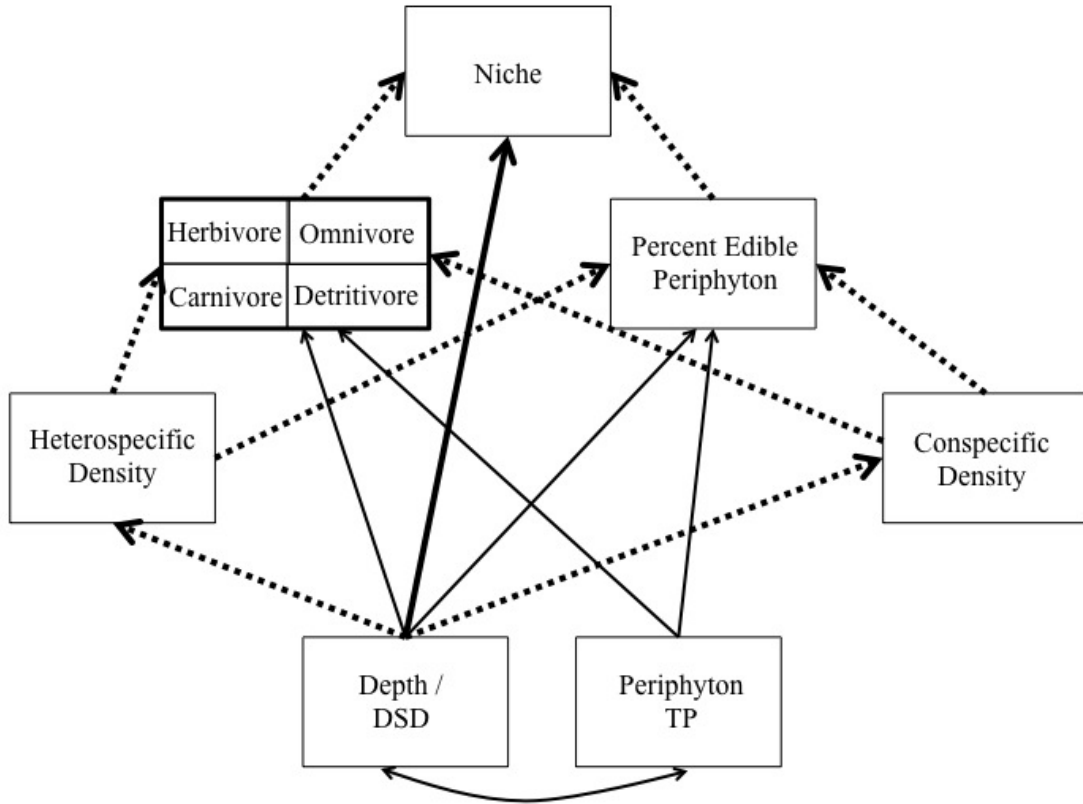 Niche
Herbivore
Omnivore
Carnivore
Detritivore
Percent Edible
Periphyton
Heterospecific
Density
Conspecific
Density
Depth /
DSD
Periphyton
TP